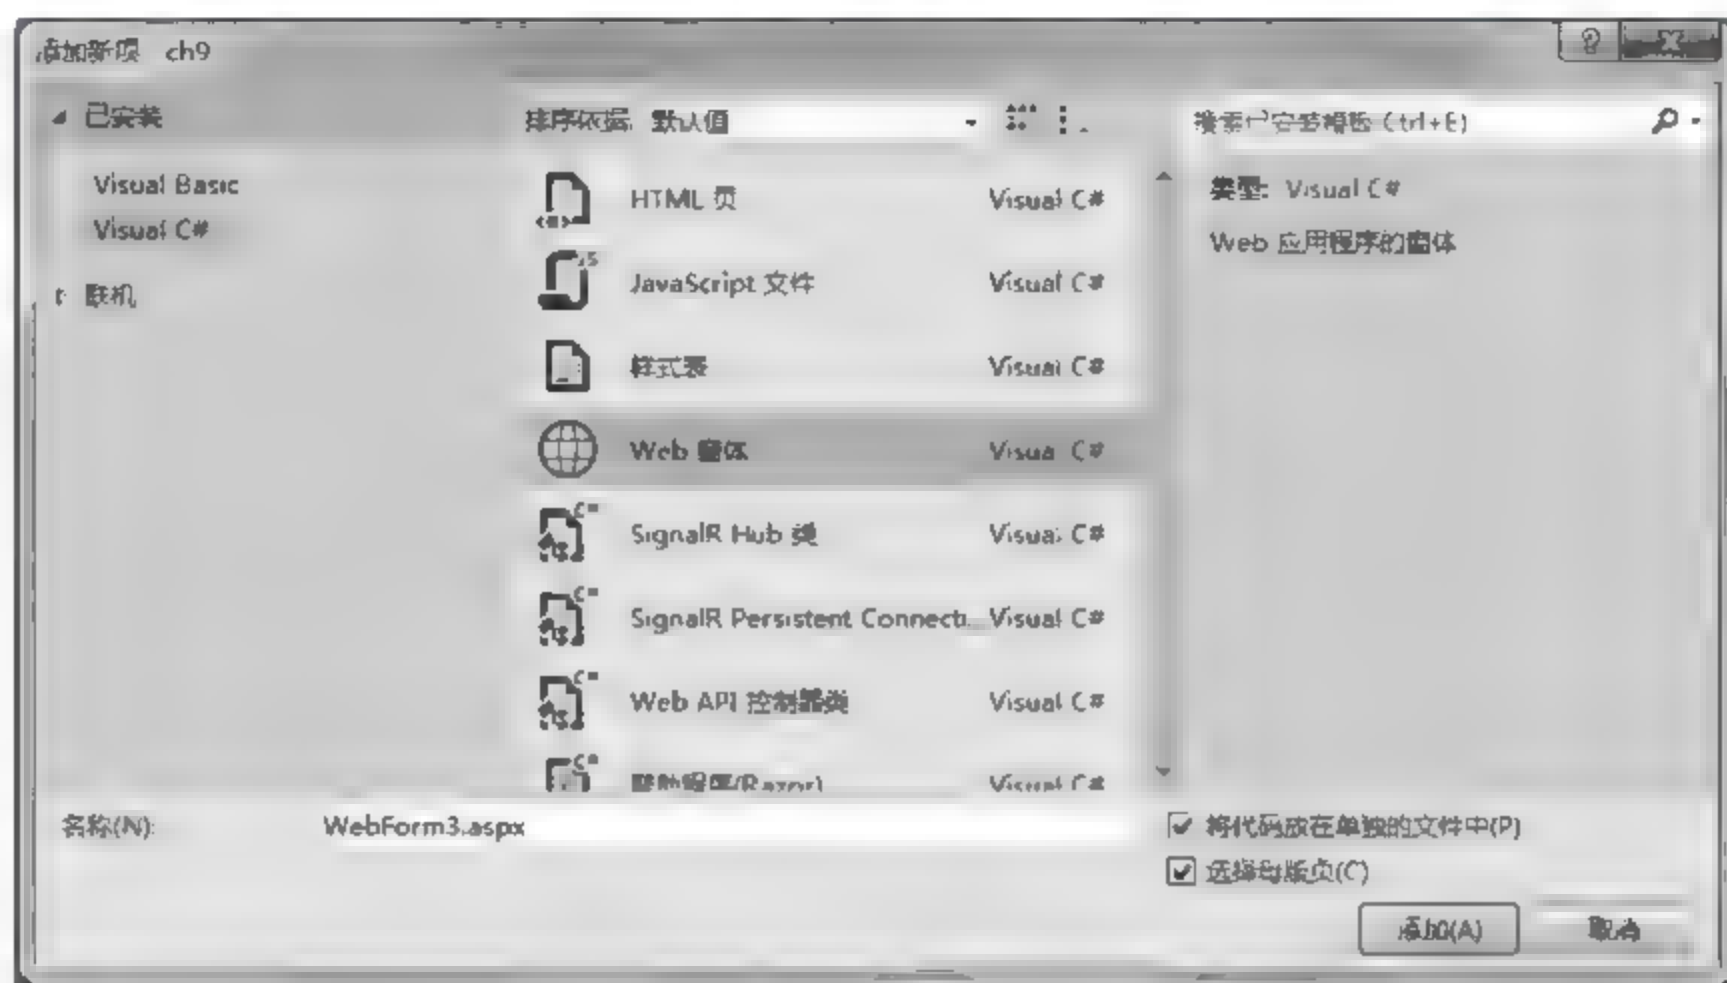 添加新项 ch9
已安装
Visual Basic
Visual C#
联机
排序依据: 默认值
HTML 页 Visual C#
JavaScript 文件 Visual C#
样式表 Visual C#
Web 窗体 Visual C#
SignalR Hub 类 Visual C#
SignalR Persistent Connecti... Visual C#
Web API 控制器类 Visual C#
(Razor) Visual C#
搜索已安装模板 (Ctrl+E)
类型: Visual C#
Web 应用程序的窗体
名称(N): WebForm3.aspx
将代码放在单独的文件中(P)
选择母版页(C)
添加(A) 取消